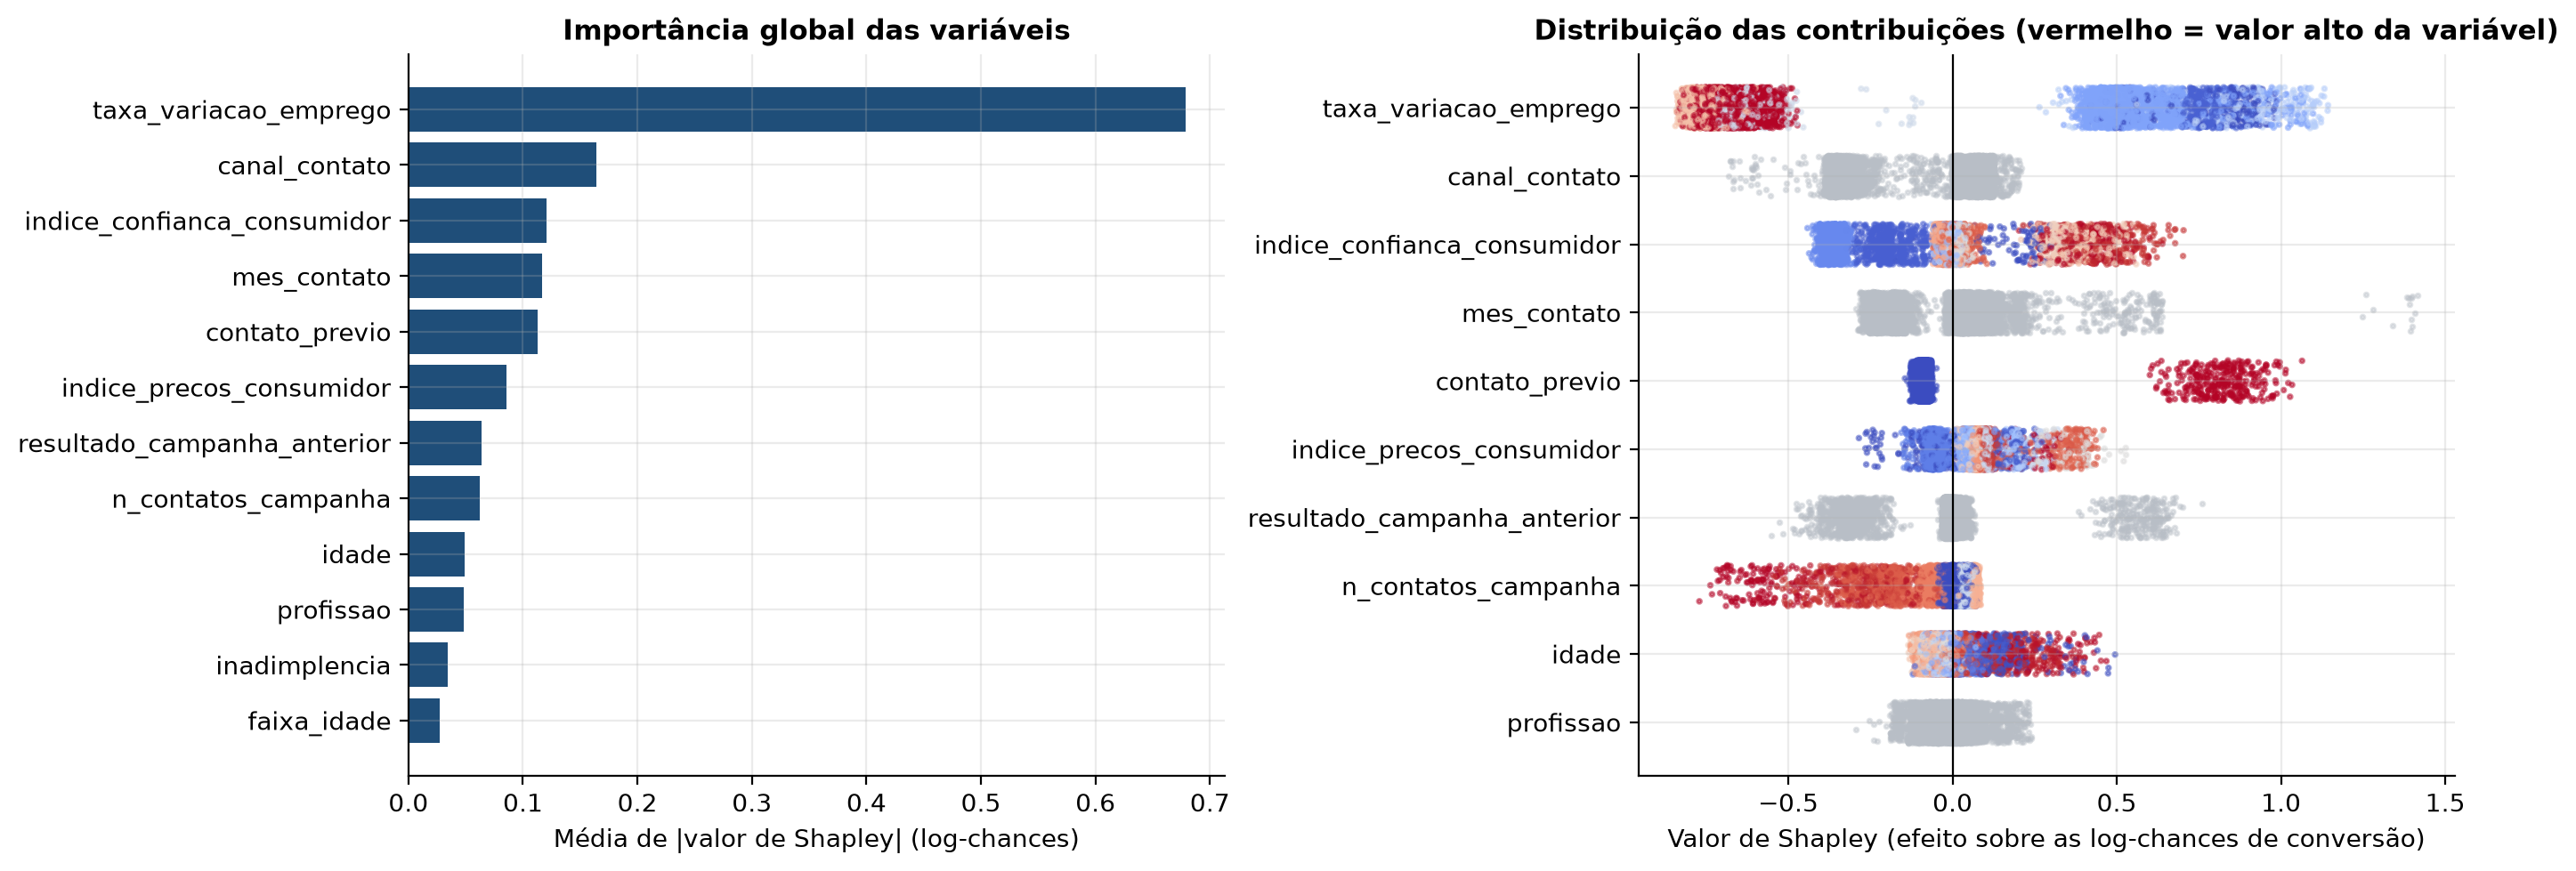 Importância global das variáveis
taxa_variacao_emprego
canal_contato
indice_confianca_consumidor
mes_contato
contato_previo
indice_precos_consumidor
resultado_campanha_anterior
n_contatos_campanha
idade
profissao
inadimplencia
faixa_idade
0.0 0.1 0.2 0.3 0.4 0.5 0.6 0.7
Média de |valor de Shapley| (log-chances)
Distribuição das contribuições (vermelho = valor alto da variável)
taxa_variacao_emprego
canal_contato
indice_confianca_consumidor
mes_contato
contato_previo
indice_precos_consumidor
resultado_campanha_anterior
n_contatos_campanha
idade
profissao
−0.5 0.0 0.5 1.0 1.5
Valor de Shapley (efeito sobre as log-chances de conversão)